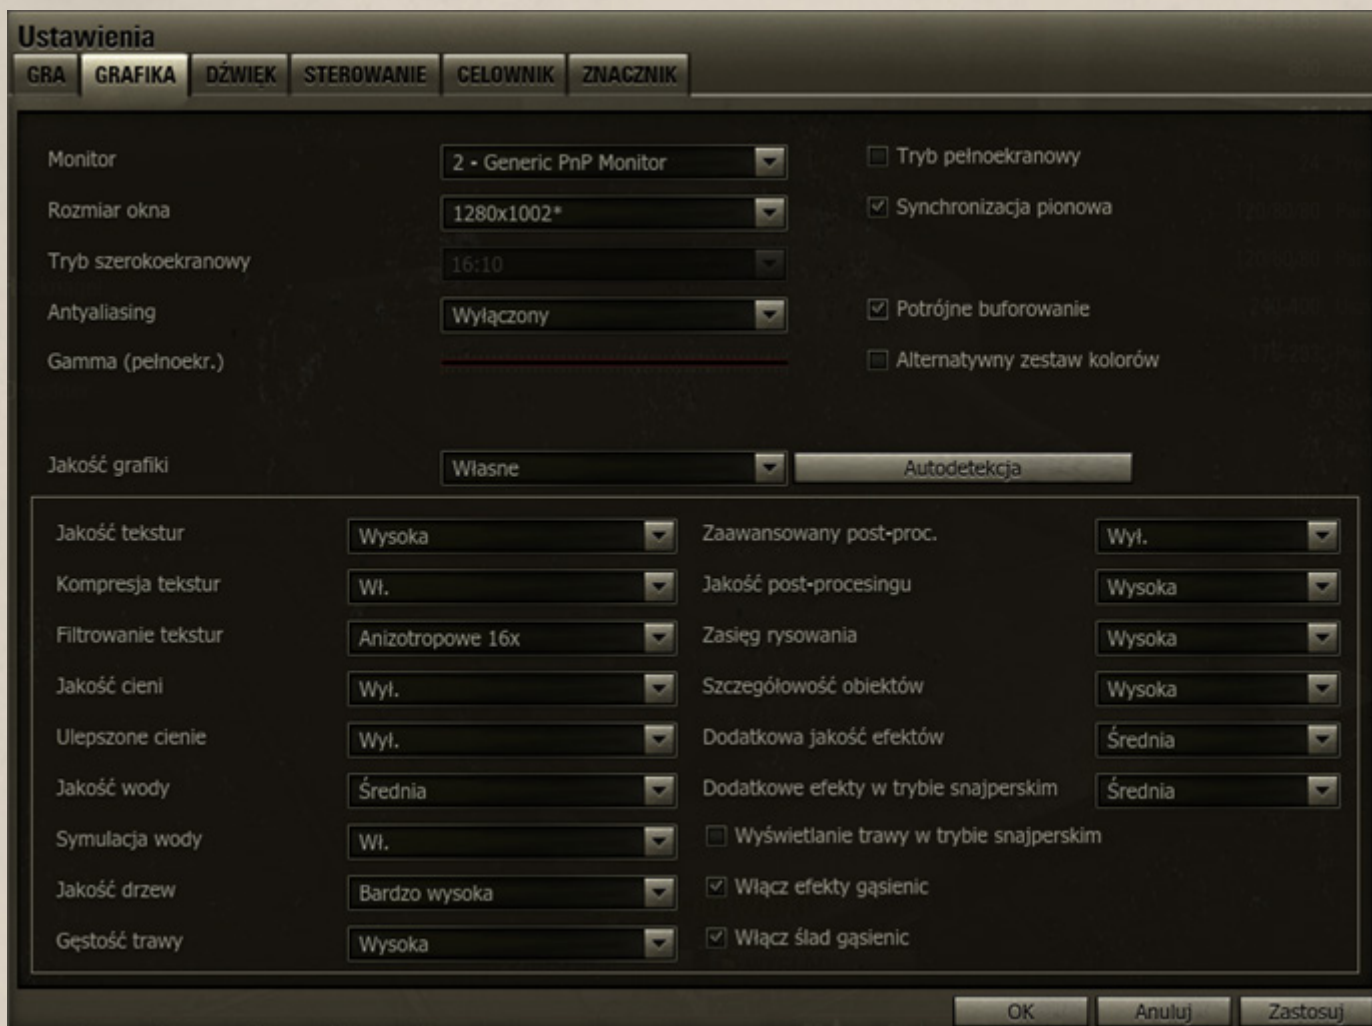 Ustawienia
GRA GRAFIKA DŹWIĘK STEROWANIE CELOWNIK ZNACZNIK
Monitor 2 - Generic PnP Monitor Tryb pełnoekranowy
Rozmiar okna 1280x1002* Synchronizacja pionowa
Tryb szerokoekranowy 16:10
Antyaliasing Wyłączony Potrójne buforowanie
Gamma (pełnoekr.) Alternatywny zestaw kolorów
Jakość grafiki Własne Autodetekcja
Jakość tekstur Wysoka Zaawansowany post-proc. Wył.
Kompresja tekstur Wł. Jakość post-procesingu Wysoka
Filtrowanie tekstur Anizotropowe 16x Zasięg rysowania Wysoka
Jakość cieni Wył. Szczegółowość obiektów Wysoka
Ulepszone cienie Wył. Dodatkowa jakość efektów Średnia
Jakość wody Średnia Dodatkowe efekty w trybie snajperskim Średnia
Symulacja wody Wł. Wyświetlanie trawy w trybie snajperskim
Jakość drzew Bardzo wysoka Włącz efekty gąsienic
Gęstość trawy Wysoka Włącz ślad gąsienic
OK Anuluj Zastosuj